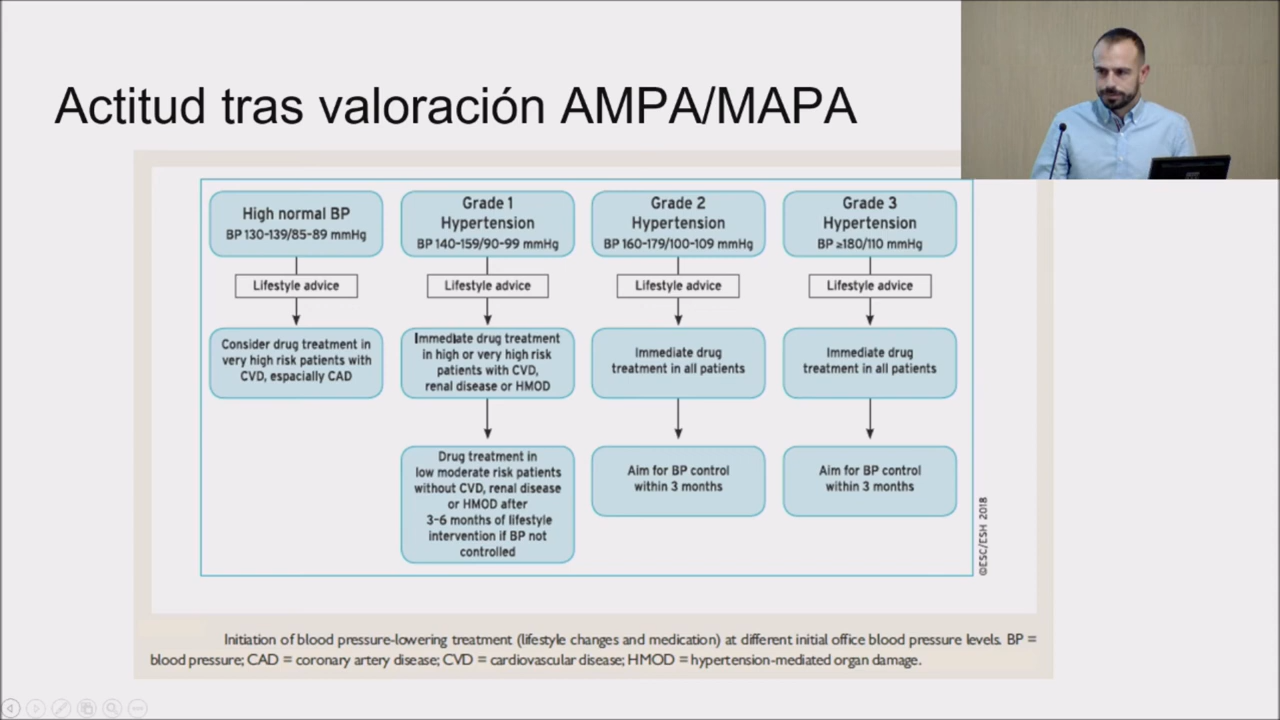 Actitud tras valoración AMPA/MAPA
High normal BP
BP 130-139/85-89 mmHg
Lifestyle advice
Consider drug treatment in
very high risk patients with
CVD, espacially CAD
Grade 1
Hypertension
BP 140-159/90-99 mmHg
Lifestyle advice
Immediate drug treatment
in high or very high risk
patients with CVD,
renal disease or HMOD
Drug treatment in
low moderate risk patients
without CVD, renal disease
or HMOD after
3-6 months of lifestyle
intervention if BP not
controlled
Grade 2
Hypertension
BP 160-179/100-109 mmHg
Lifestyle advice
Immediate drug
treatment in all patients
Aim for BP control
within 3 months
Grade 3
Hypertension
BP ≥180/110 mmHg
Lifestyle advice
Immediate drug
treatment in all patients
Aim for BP control
within 3 months
©ESC/ESH 2018
Initiation of blood pressure-lowering treatment (lifestyle changes and medication) at different initial office blood pressure levels. BP =
blood pressure; CAD = coronary artery disease; CVD = cardiovascular disease; HMOD = hypertension-mediated organ damage.